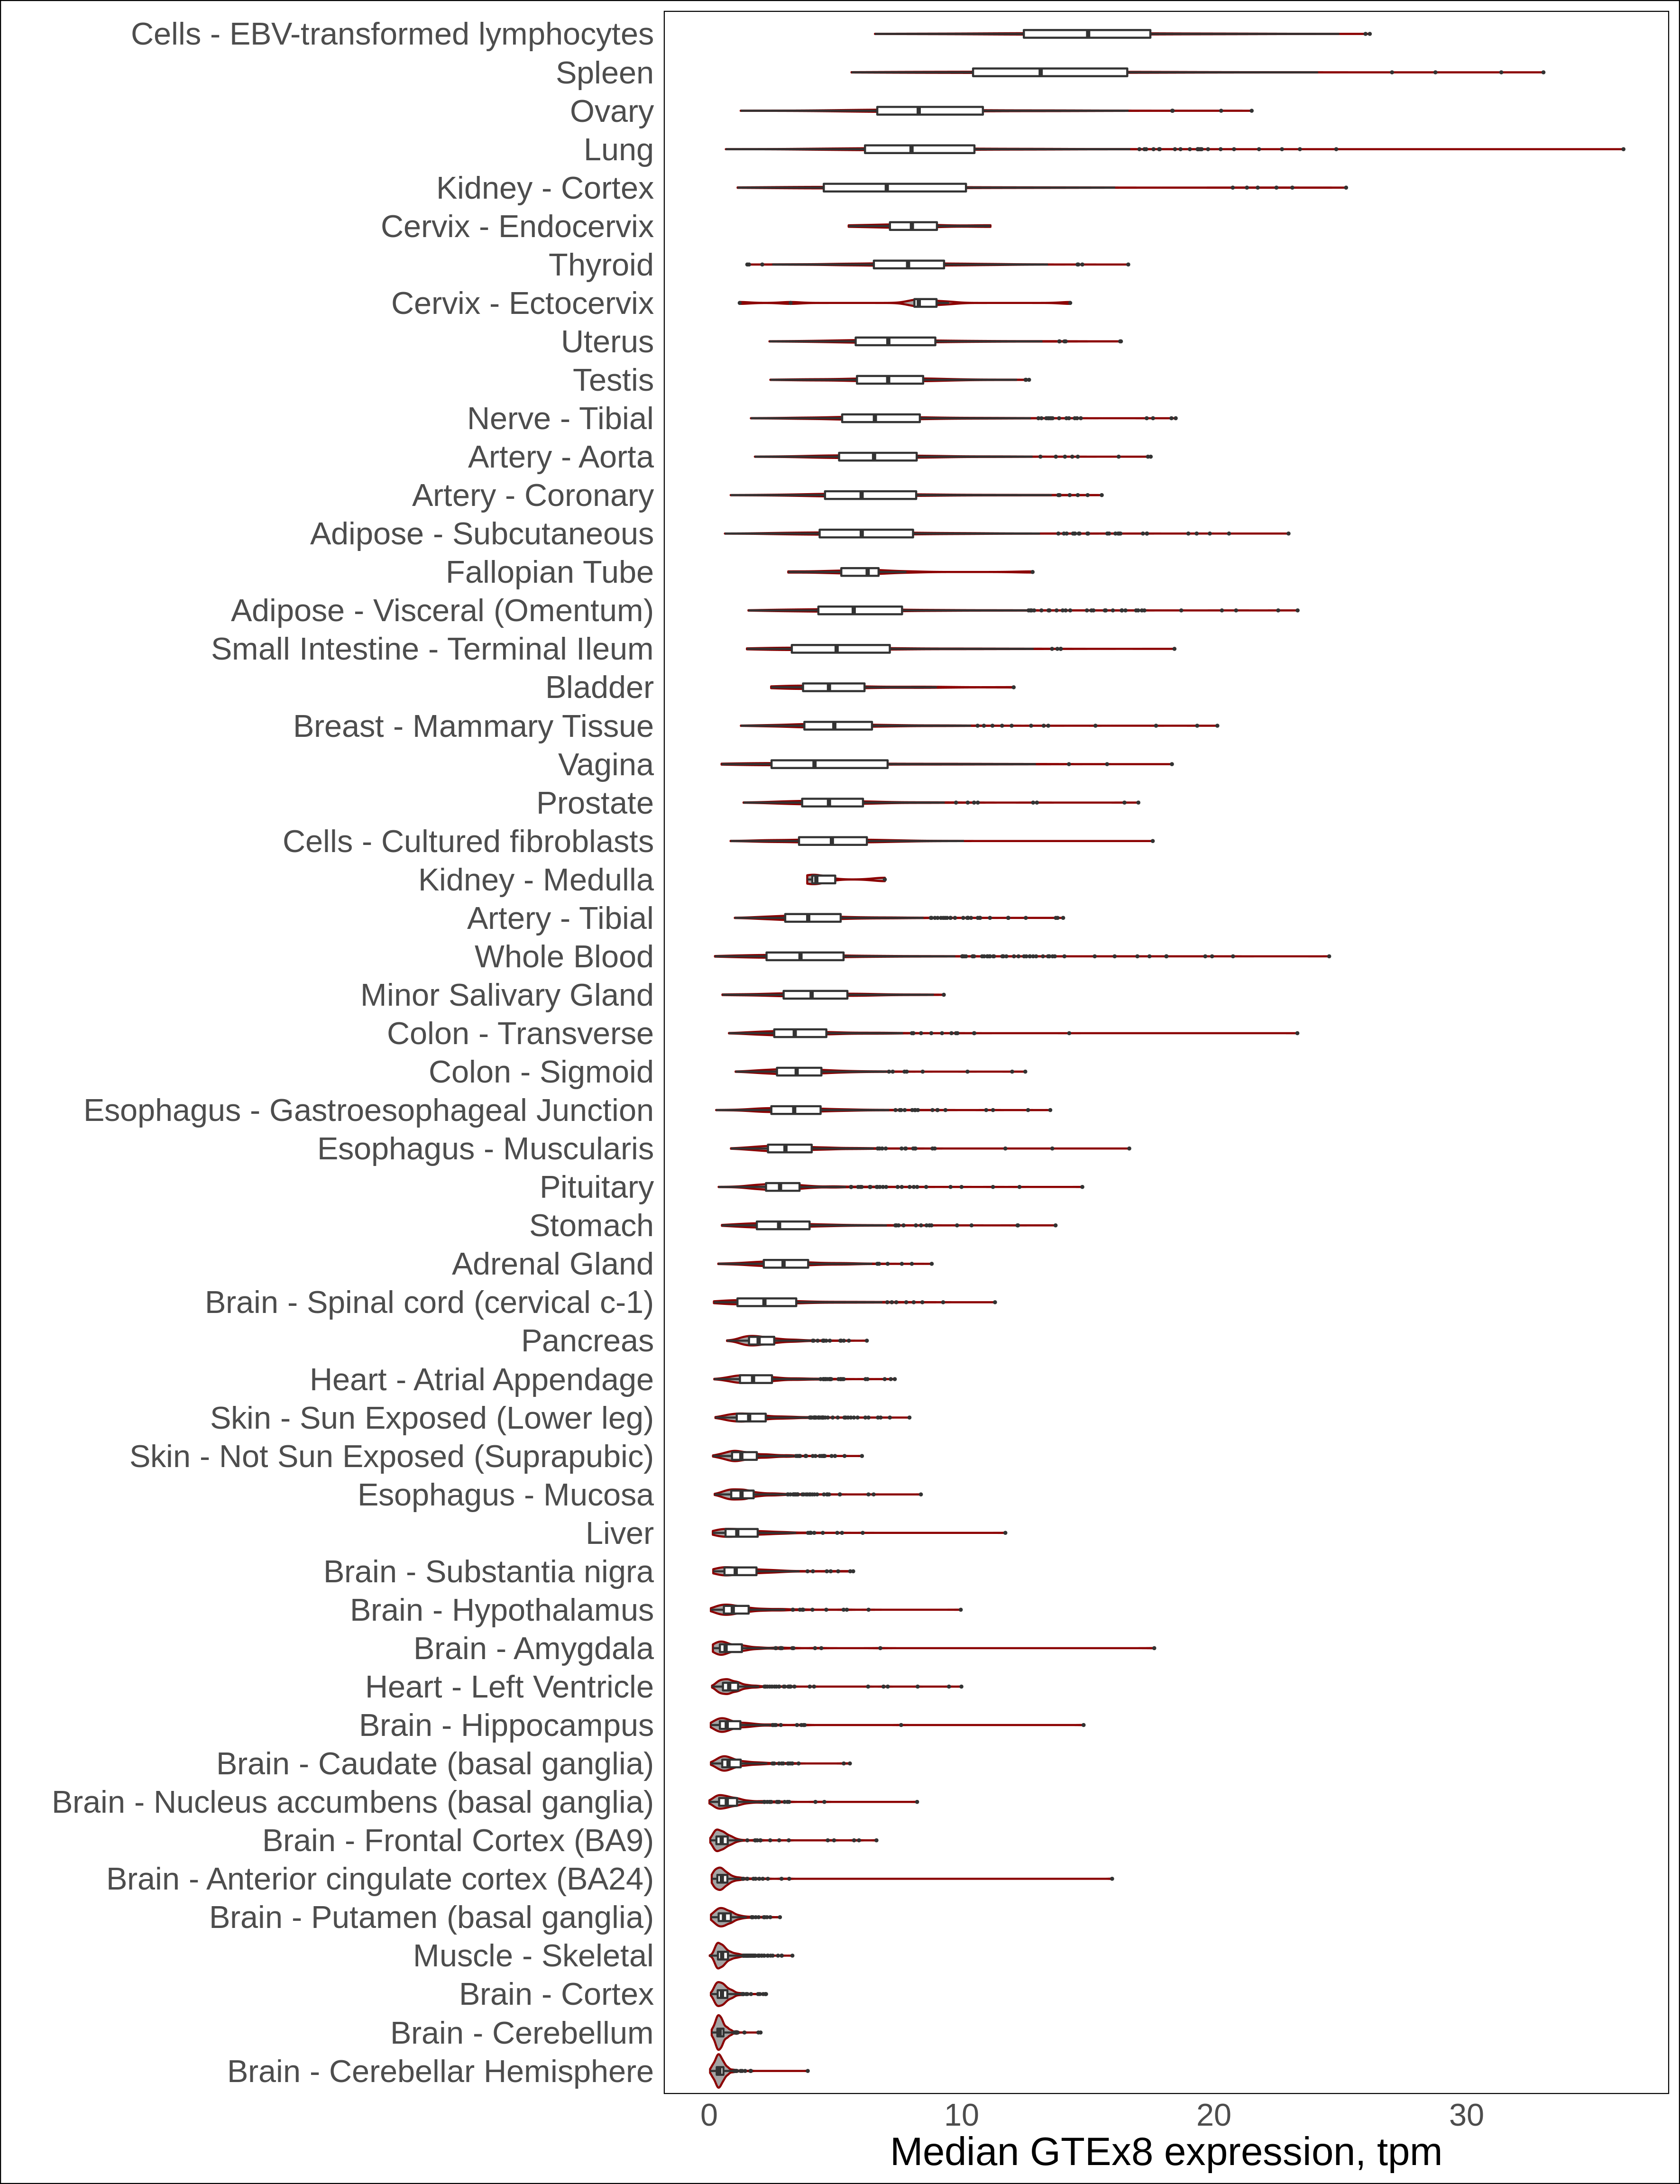 Cells - EBV-transformed lymphocytes
Spleen
Ovary
Lung
Kidney - Cortex
Cervix - Endocervix
Thyroid
Cervix - Ectocervix
Uterus
Testis
Nerve - Tibial
Artery - Aorta
Artery - Coronary
Adipose - Subcutaneous
Fallopian Tube
Adipose - Visceral (Omentum)
Small Intestine - Terminal Ileum
Bladder
Breast - Mammary Tissue
Vagina
Prostate
Cells - Cultured fibroblasts
Kidney - Medulla
Artery - Tibial
Whole Blood
Minor Salivary Gland
Colon - Transverse
Colon - Sigmoid
Esophagus - Gastroesophageal Junction
Esophagus - Muscularis
Pituitary
Stomach
Adrenal Gland
Brain - Spinal cord (cervical c-1)
Pancreas
Heart - Atrial Appendage
Skin - Sun Exposed (Lower leg)
Skin - Not Sun Exposed (Suprapubic)
Esophagus - Mucosa
Liver
Brain - Substantia nigra
Brain - Hypothalamus
Brain - Amygdala
Heart - Left Ventricle
Brain - Hippocampus
Brain - Caudate (basal ganglia)
Brain - Nucleus accumbens (basal ganglia)
Brain - Frontal Cortex (BA9)
Brain - Anterior cingulate cortex (BA24)
Brain - Putamen (basal ganglia)
Muscle - Skeletal
Brain - Cortex
Brain - Cerebellum
Brain - Cerebellar Hemisphere
0 10 20 30
Median GTEx8 expression, tpm